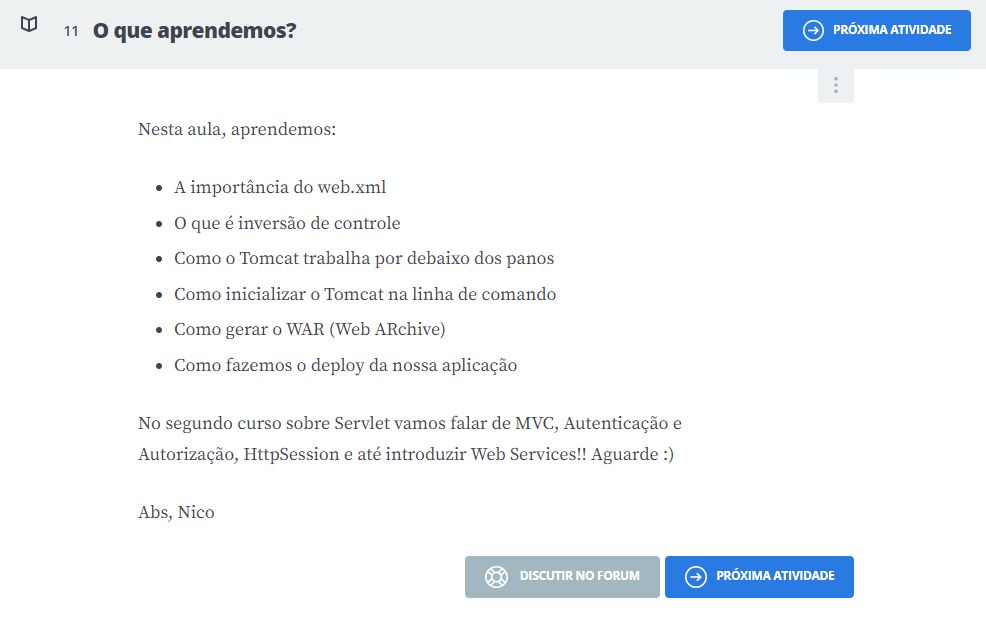 11 O que aprendemos?
PRÓXIMA ATIVIDADE
Nesta aula, aprendemos:
A importância do web.xml
O que é inversão de controle
Como o Tomcat trabalha por debaixo dos panos
Como inicializar o Tomcat na linha de comando
Como gerar o WAR (Web ARchive)
Como fazemos o deploy da nossa aplicação
No segundo curso sobre Servlet vamos falar de MVC, Autenticação e
Autorização, HttpSession e até introduzir Web Services!! Aguarde :)
Abs, Nico
DISCUTIR NO FORUM
PRÓXIMA ATIVIDADE